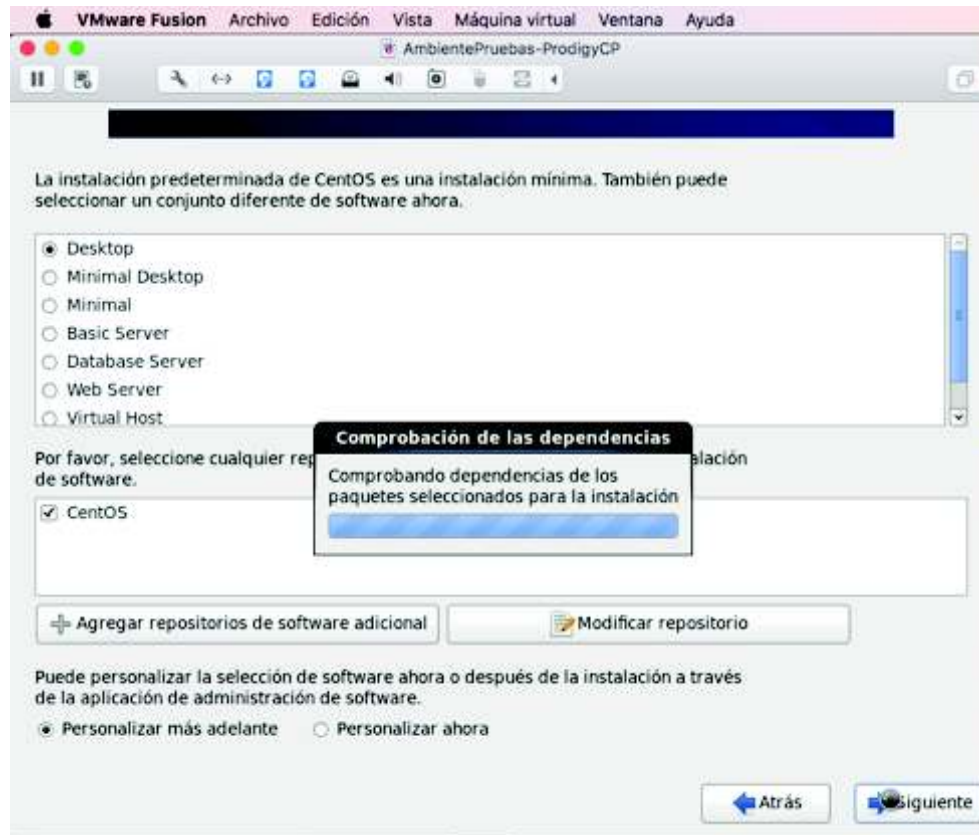 VMware Fusion Archivo Edición Vista Máquina virtual Ventana Ayuda
AmbientePruebas-ProdigyCP
La instalación predeterminada de CentOS es una instalación mínima. También puede
seleccionar un conjunto diferente de software ahora.
Desktop
Minimal Desktop
Minimal
Basic Server
Database Server
Web Server
Virtual Host
Comprobación de las dependencias
Por favor, seleccione cualquier rep alación
de software.
Comprobando dependencias de los
paquetes seleccionados para la instalación
CentOS
Agregar repositorios de software adicional Modificar repositorio
Puede personalizar la selección de software ahora o después de la instalación a través
de la aplicación de administración de software.
Personalizar más adelante Personalizar ahora
Atrás Siguiente